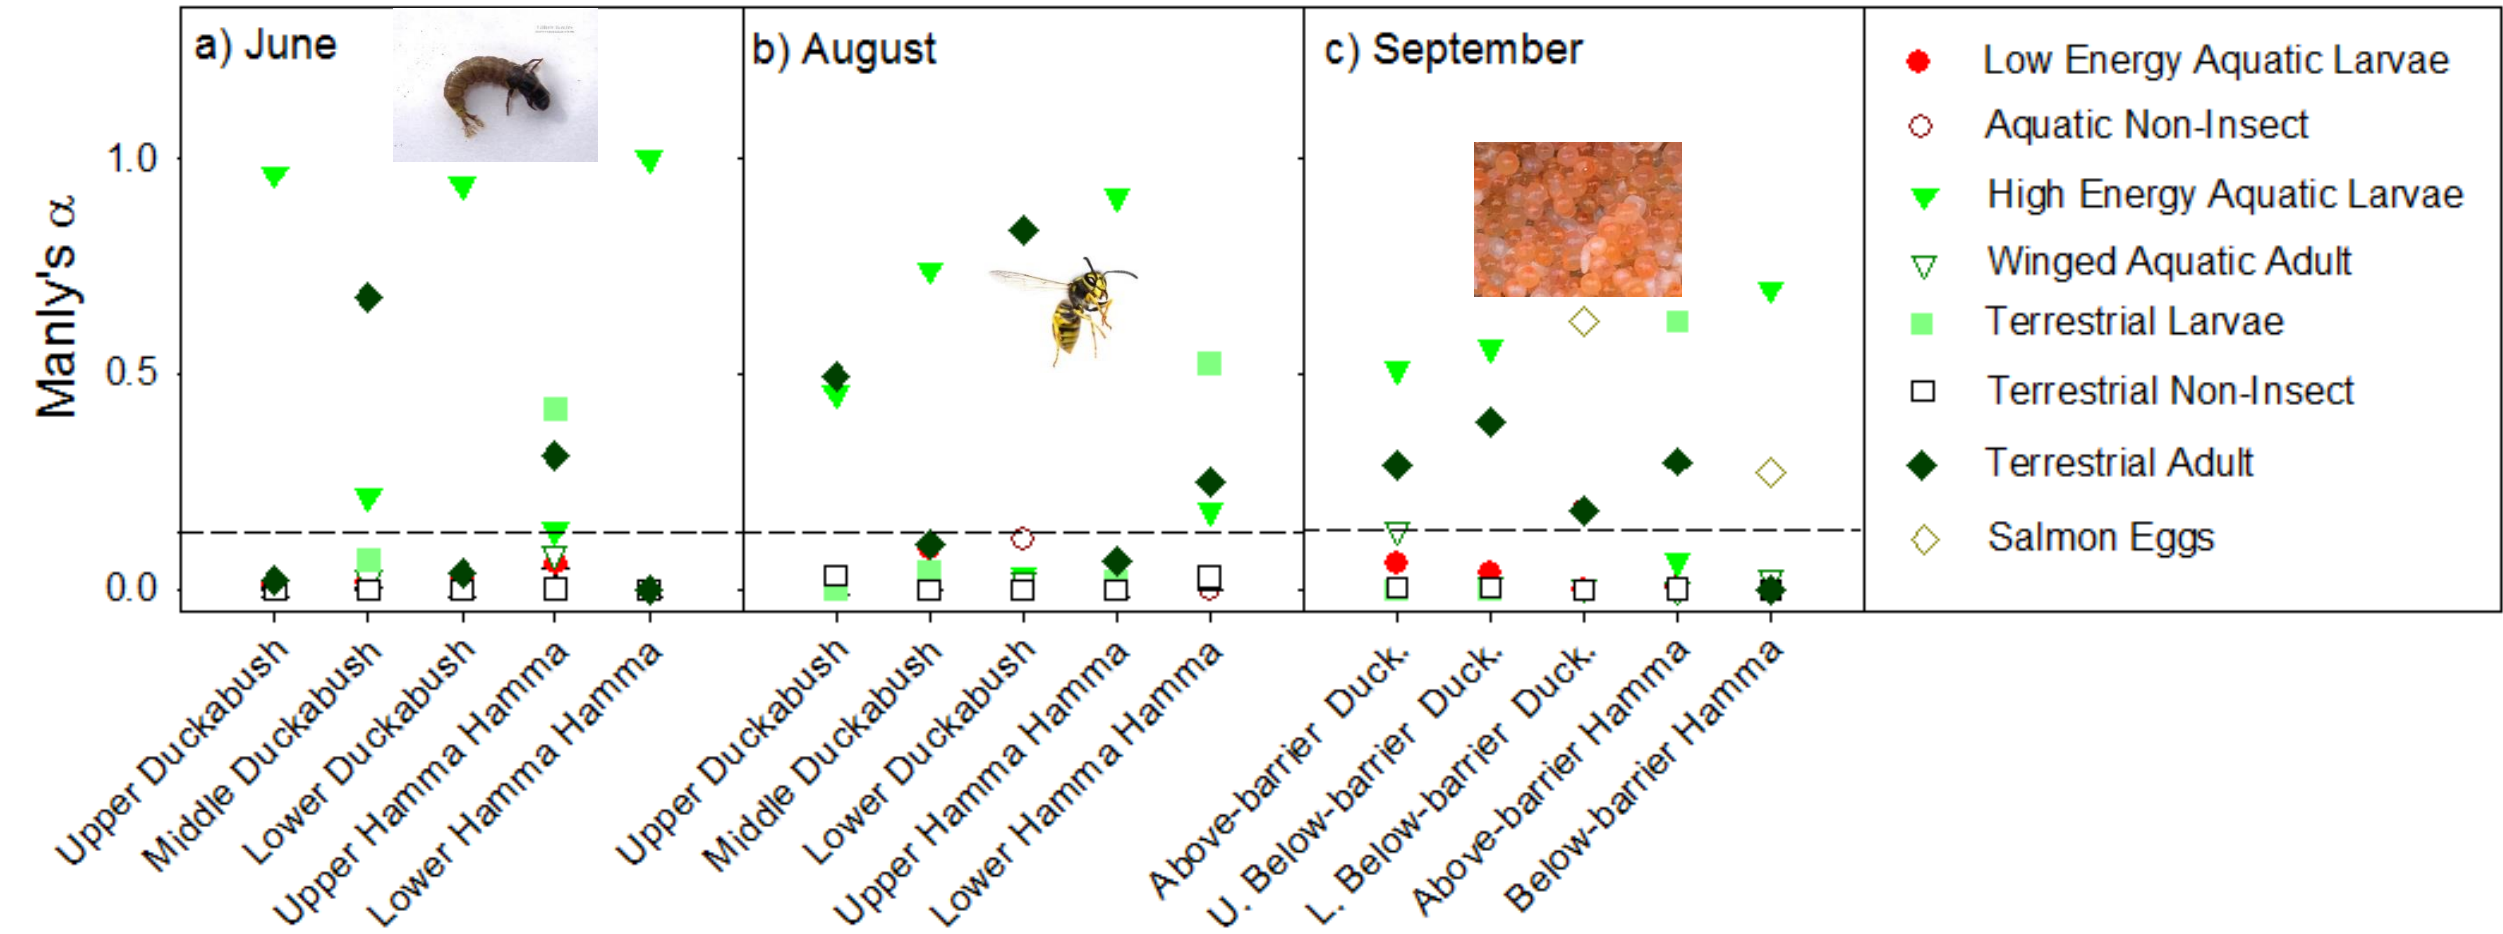 a) June
b) August
c) September
Manly's α
1.0
0.5
0.0
Upper Duckabush
Middle Duckabush
Lower Duckabush
Upper Hamma Hamma
Lower Hamma Hamma
Upper Duckabush
Middle Duckabush
Lower Duckabush
Upper Hamma Hamma
Lower Hamma Hamma
Above-barrier Duck.
U. Below-barrier Duck.
L. Below-barrier Duck.
Above-barrier Hamma
Below-barrier Hamma
Low Energy Aquatic Larvae
Aquatic Non-Insect
High Energy Aquatic Larvae
Winged Aquatic Adult
Terrestrial Larvae
Terrestrial Non-Insect
Terrestrial Adult
Salmon Eggs